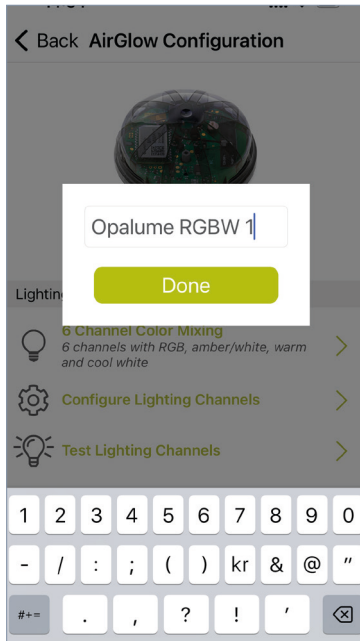 Back AirGlow Configuration
Opalume RGBW 1
Done
6 Channel Color Mixing
6 channels with RGB, amber/white, warm
and cool white
Configure Lighting Channels
Test Lighting Channels
1 2 3 4 5 6 7 8 9 0
- / : ; ( ) kr & @ "
#+= . , ? ! '